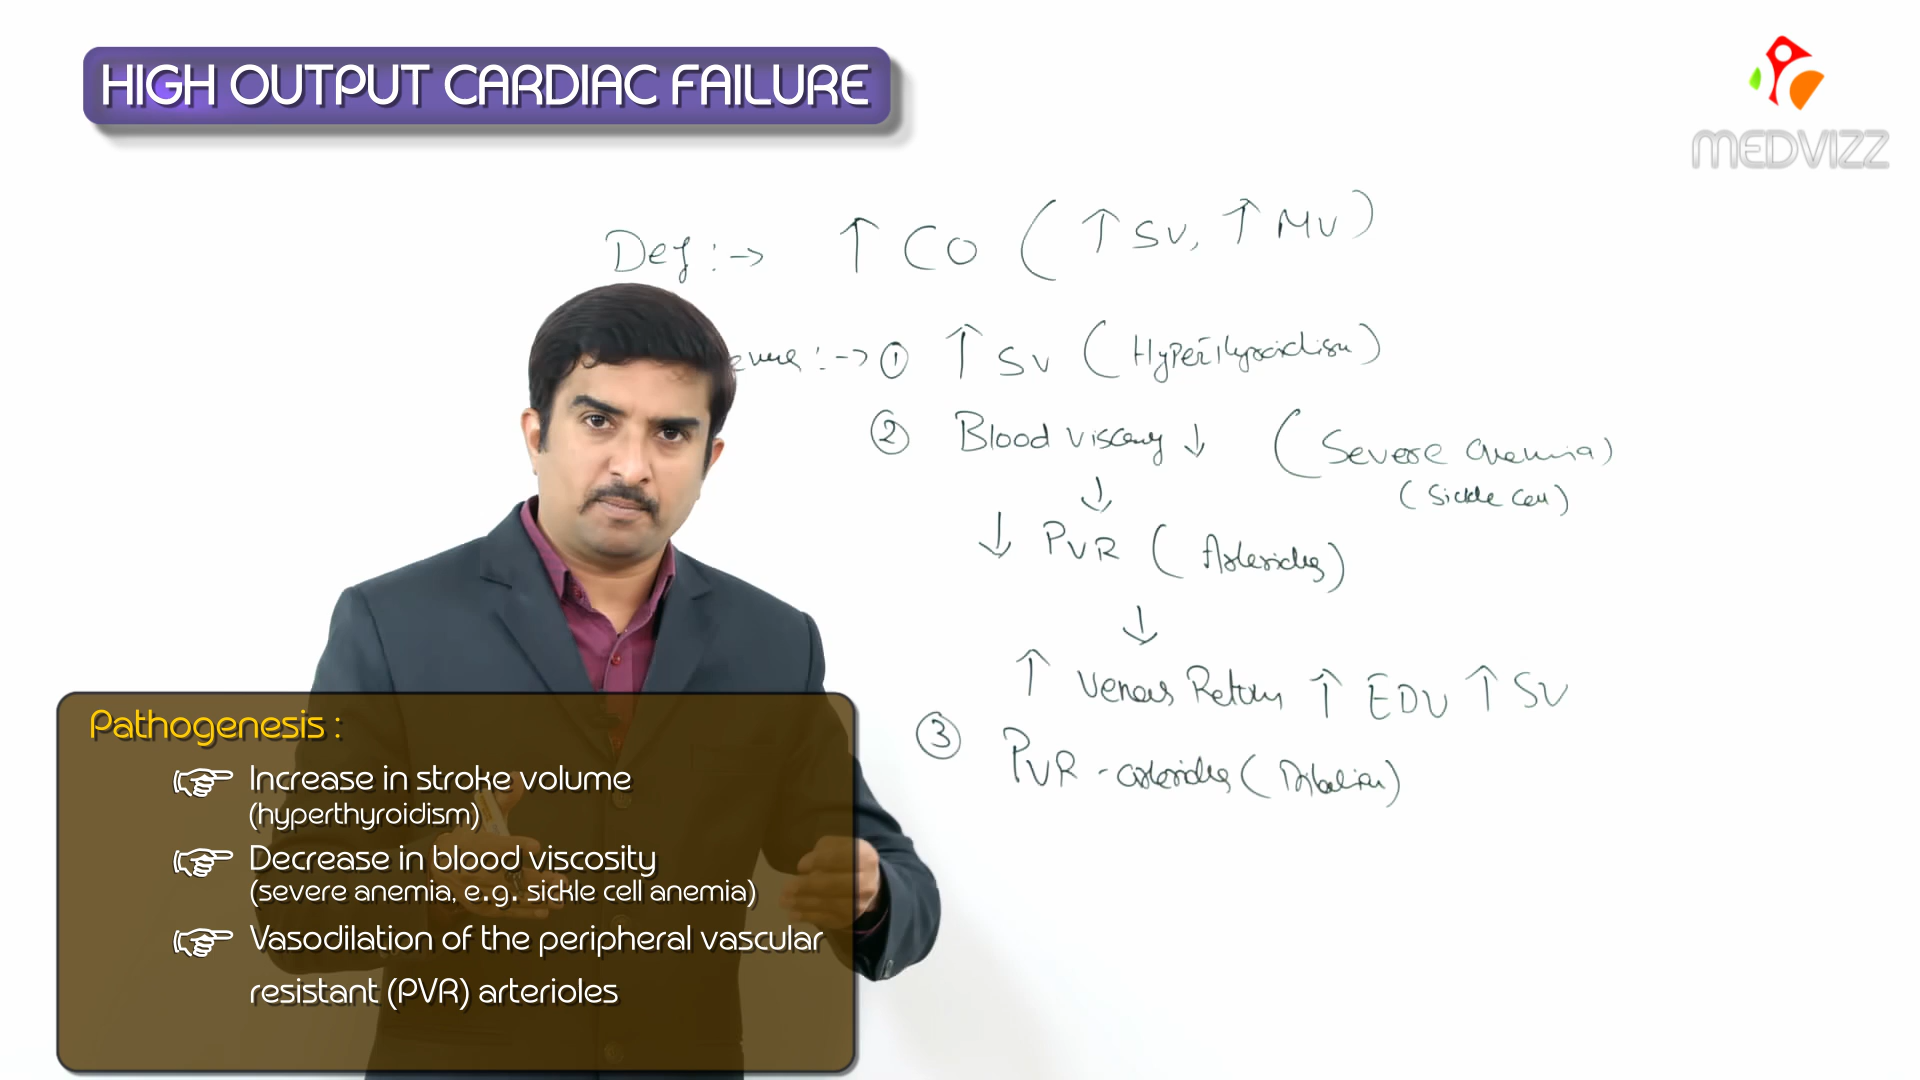 HIGH OUTPUT CARDIAC FAILURE
MEDVIZZ
Def :→ ↑ CO ( ↑ SV, ↑ MV )
:→ ① ↑ SV ( Hyperthyroidism )
② Blood viscosity ↓ ( Severe anemia )
( Sickle cell )
↓
↓ PVR ( Arterioles )
↓
↑ Venous Return ↑ EDV ↑ SV
③ PVR - arterioles ( Dilation )
Pathogenesis :
Increase in stroke volume
(hyperthyroidism)
Decrease in blood viscosity
(severe anemia, e.g. sickle cell anemia)
Vasodilation of the peripheral vascular
resistant (PVR) arterioles